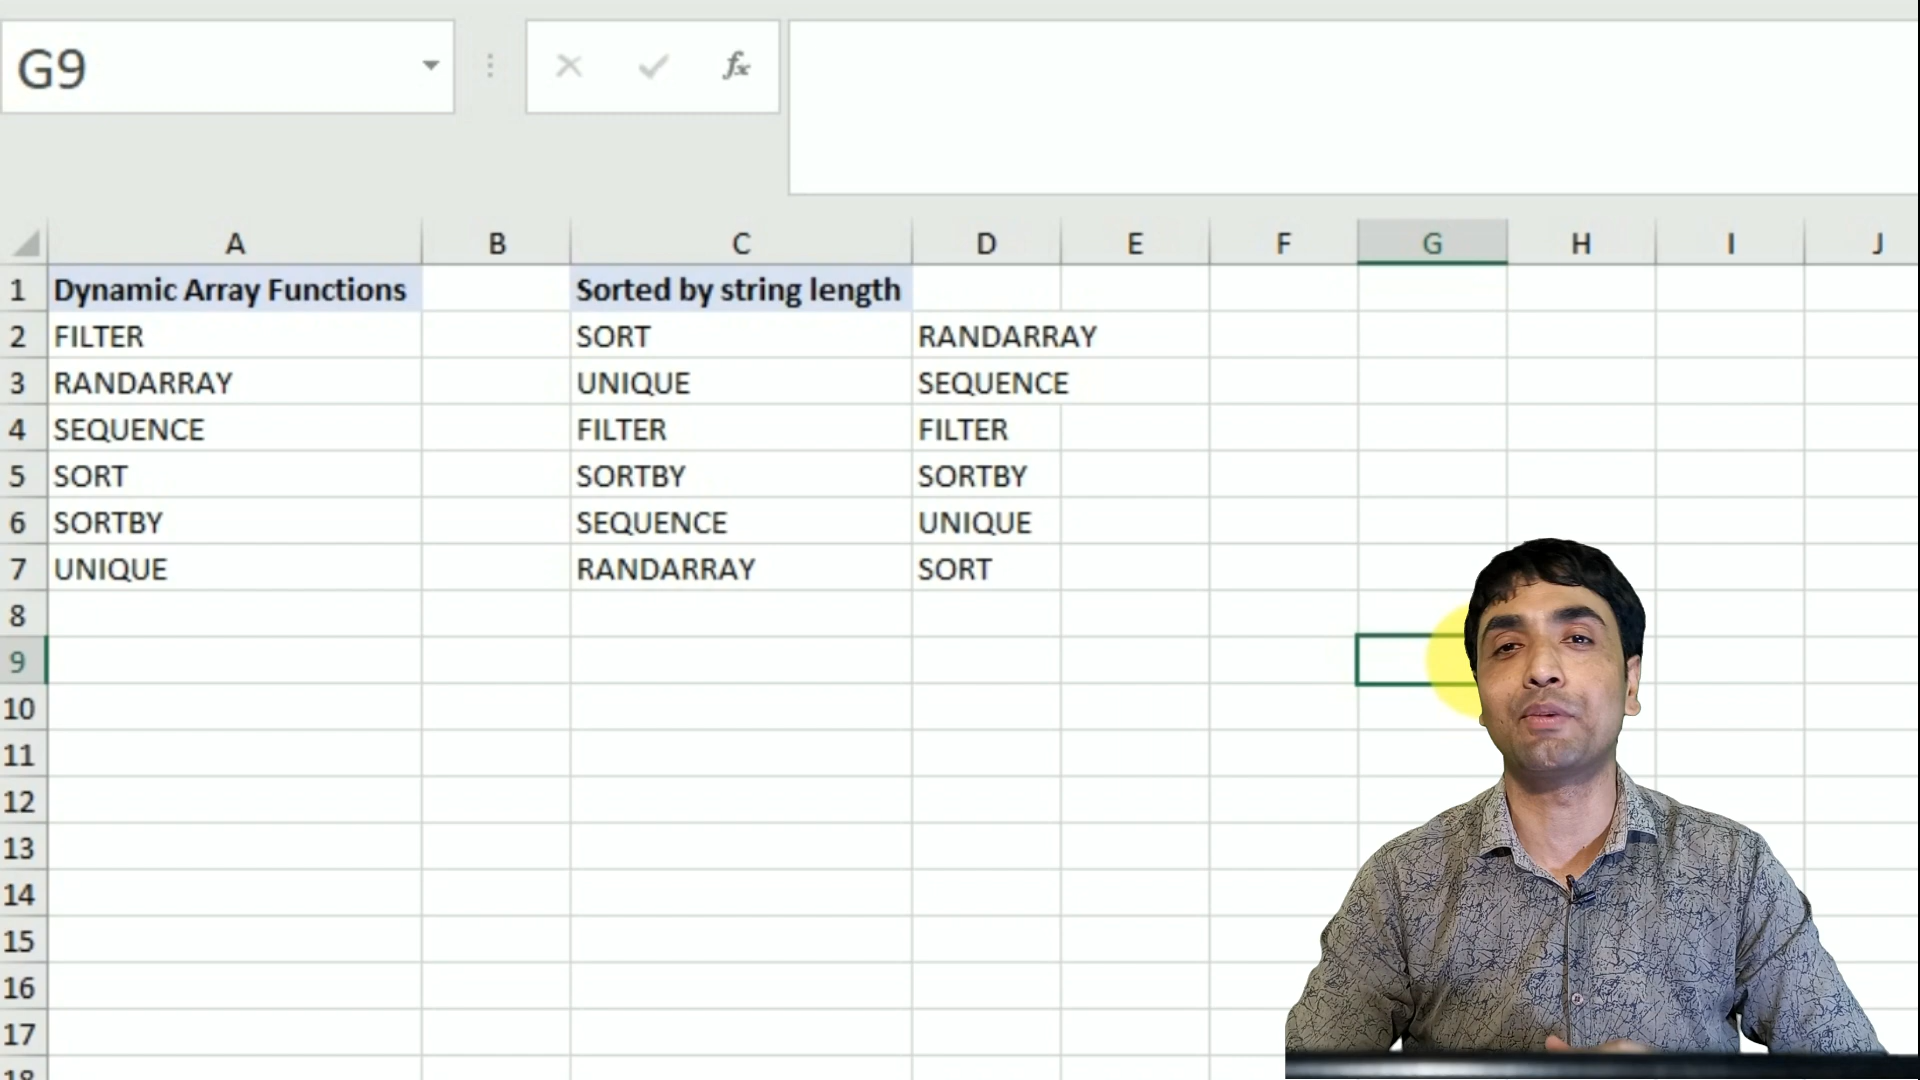 G9 fx
A B C D E F G H I J
1 Dynamic Array Functions Sorted by string length
2 FILTER SORT RANDARRAY
3 RANDARRAY UNIQUE SEQUENCE
4 SEQUENCE FILTER FILTER
5 SORT SORTBY SORTBY
6 SORTBY SEQUENCE UNIQUE
7 UNIQUE RANDARRAY SORT
8
9
10
11
12
13
14
15
16
17
18